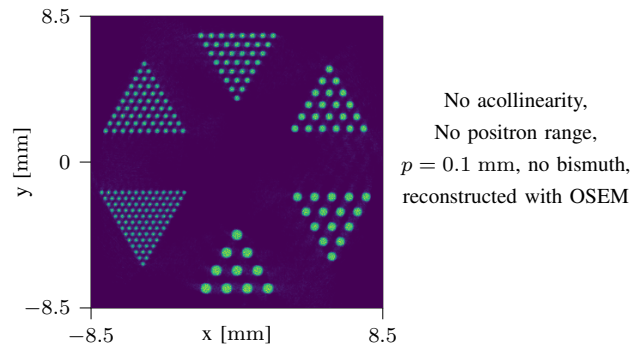 8.5
0
−8.5
y [mm]
−8.5
8.5
x [mm]
No acollinearity,
No positron range,
p = 0.1 mm, no bismuth,
reconstructed with OSEM